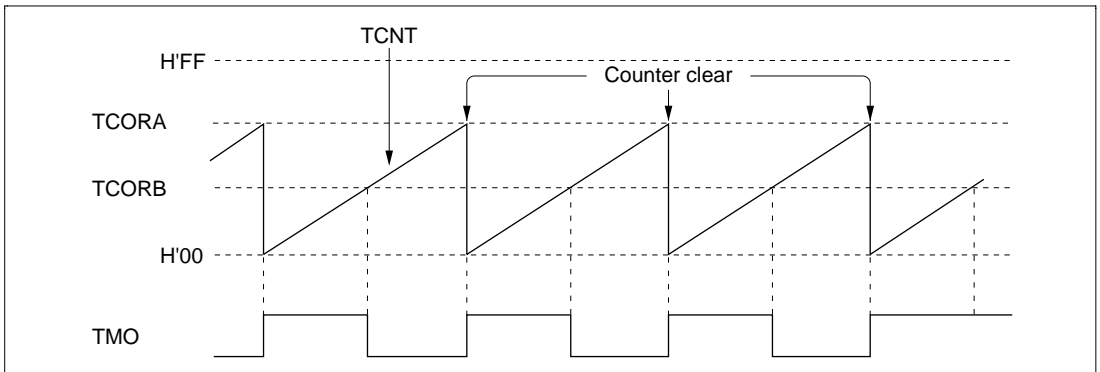 TCNT
H'FF
Counter clear
TCORA
TCORB
H'00
TMO